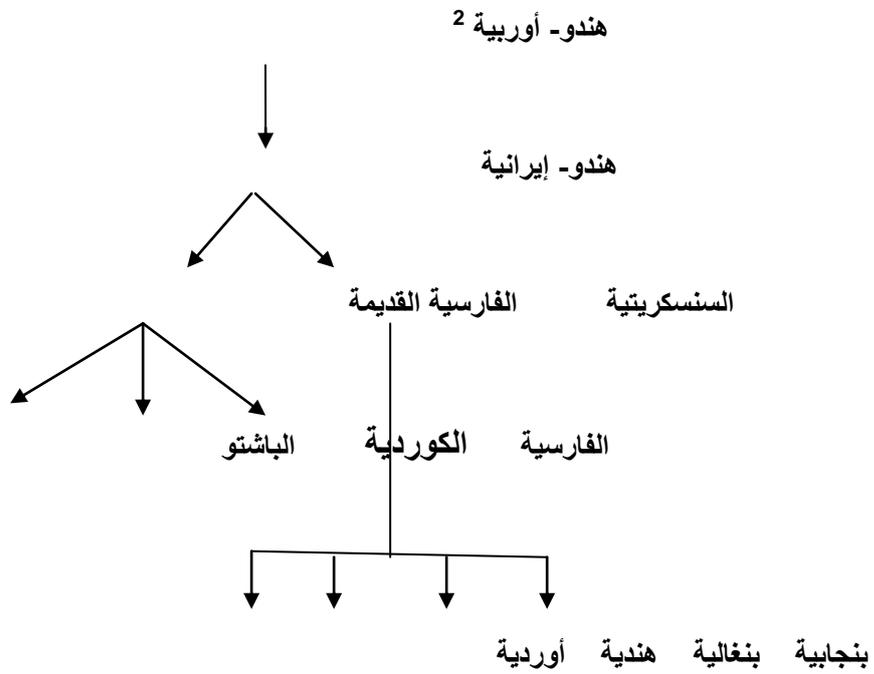 هندو- أوربية 2
هندو- إيرانية
السنسكريتية الفارسية القديمة
الفارسية الكوردية الباشتو
بنجابية بنغالية هندية أوردية